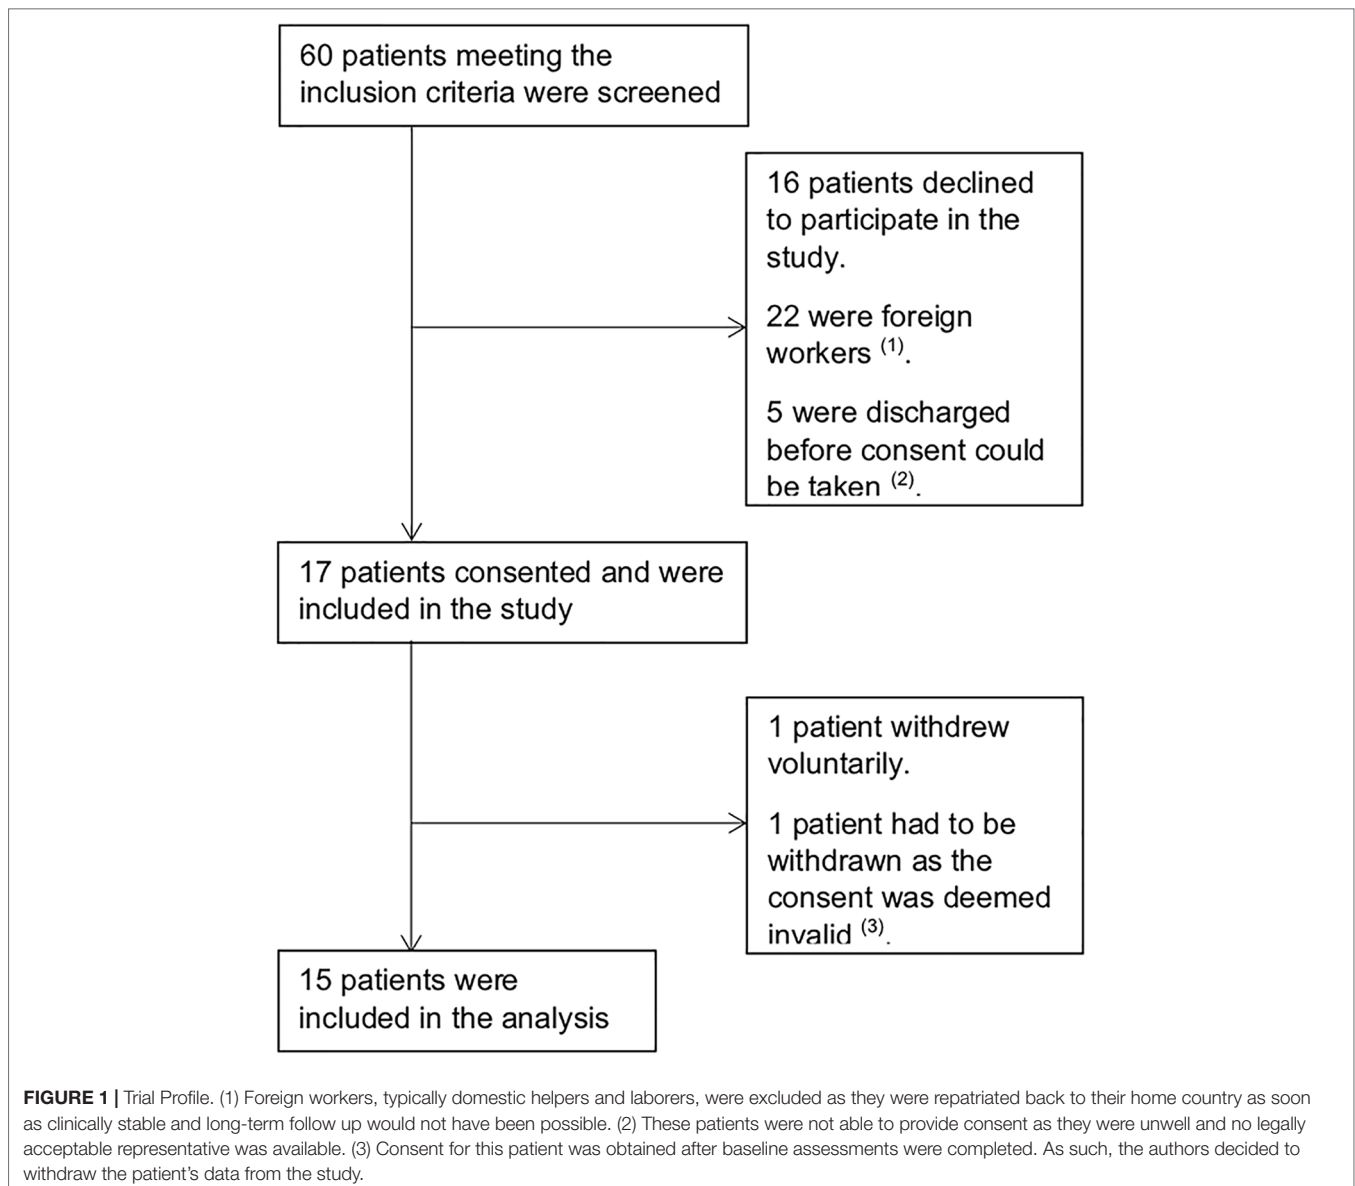 60 patients meeting the
inclusion criteria were screened
16 patients declined
to participate in the
study.
22 were foreign
workers (1).
5 were discharged
before consent could
be taken (2).
17 patients consented and were
included in the study
1 patient withdrew
voluntarily.
1 patient had to be
withdrawn as the
consent was deemed
invalid (3).
15 patients were
included in the analysis
FIGURE 1 | Trial Profile. (1) Foreign workers, typically domestic helpers and laborers, were excluded as they were repatriated back to their home country as soon
as clinically stable and long-term follow up would not have been possible. (2) These patients were not able to provide consent as they were unwell and no legally
acceptable representative was available. (3) Consent for this patient was obtained after baseline assessments were completed. As such, the authors decided to
withdraw the patient's data from the study.